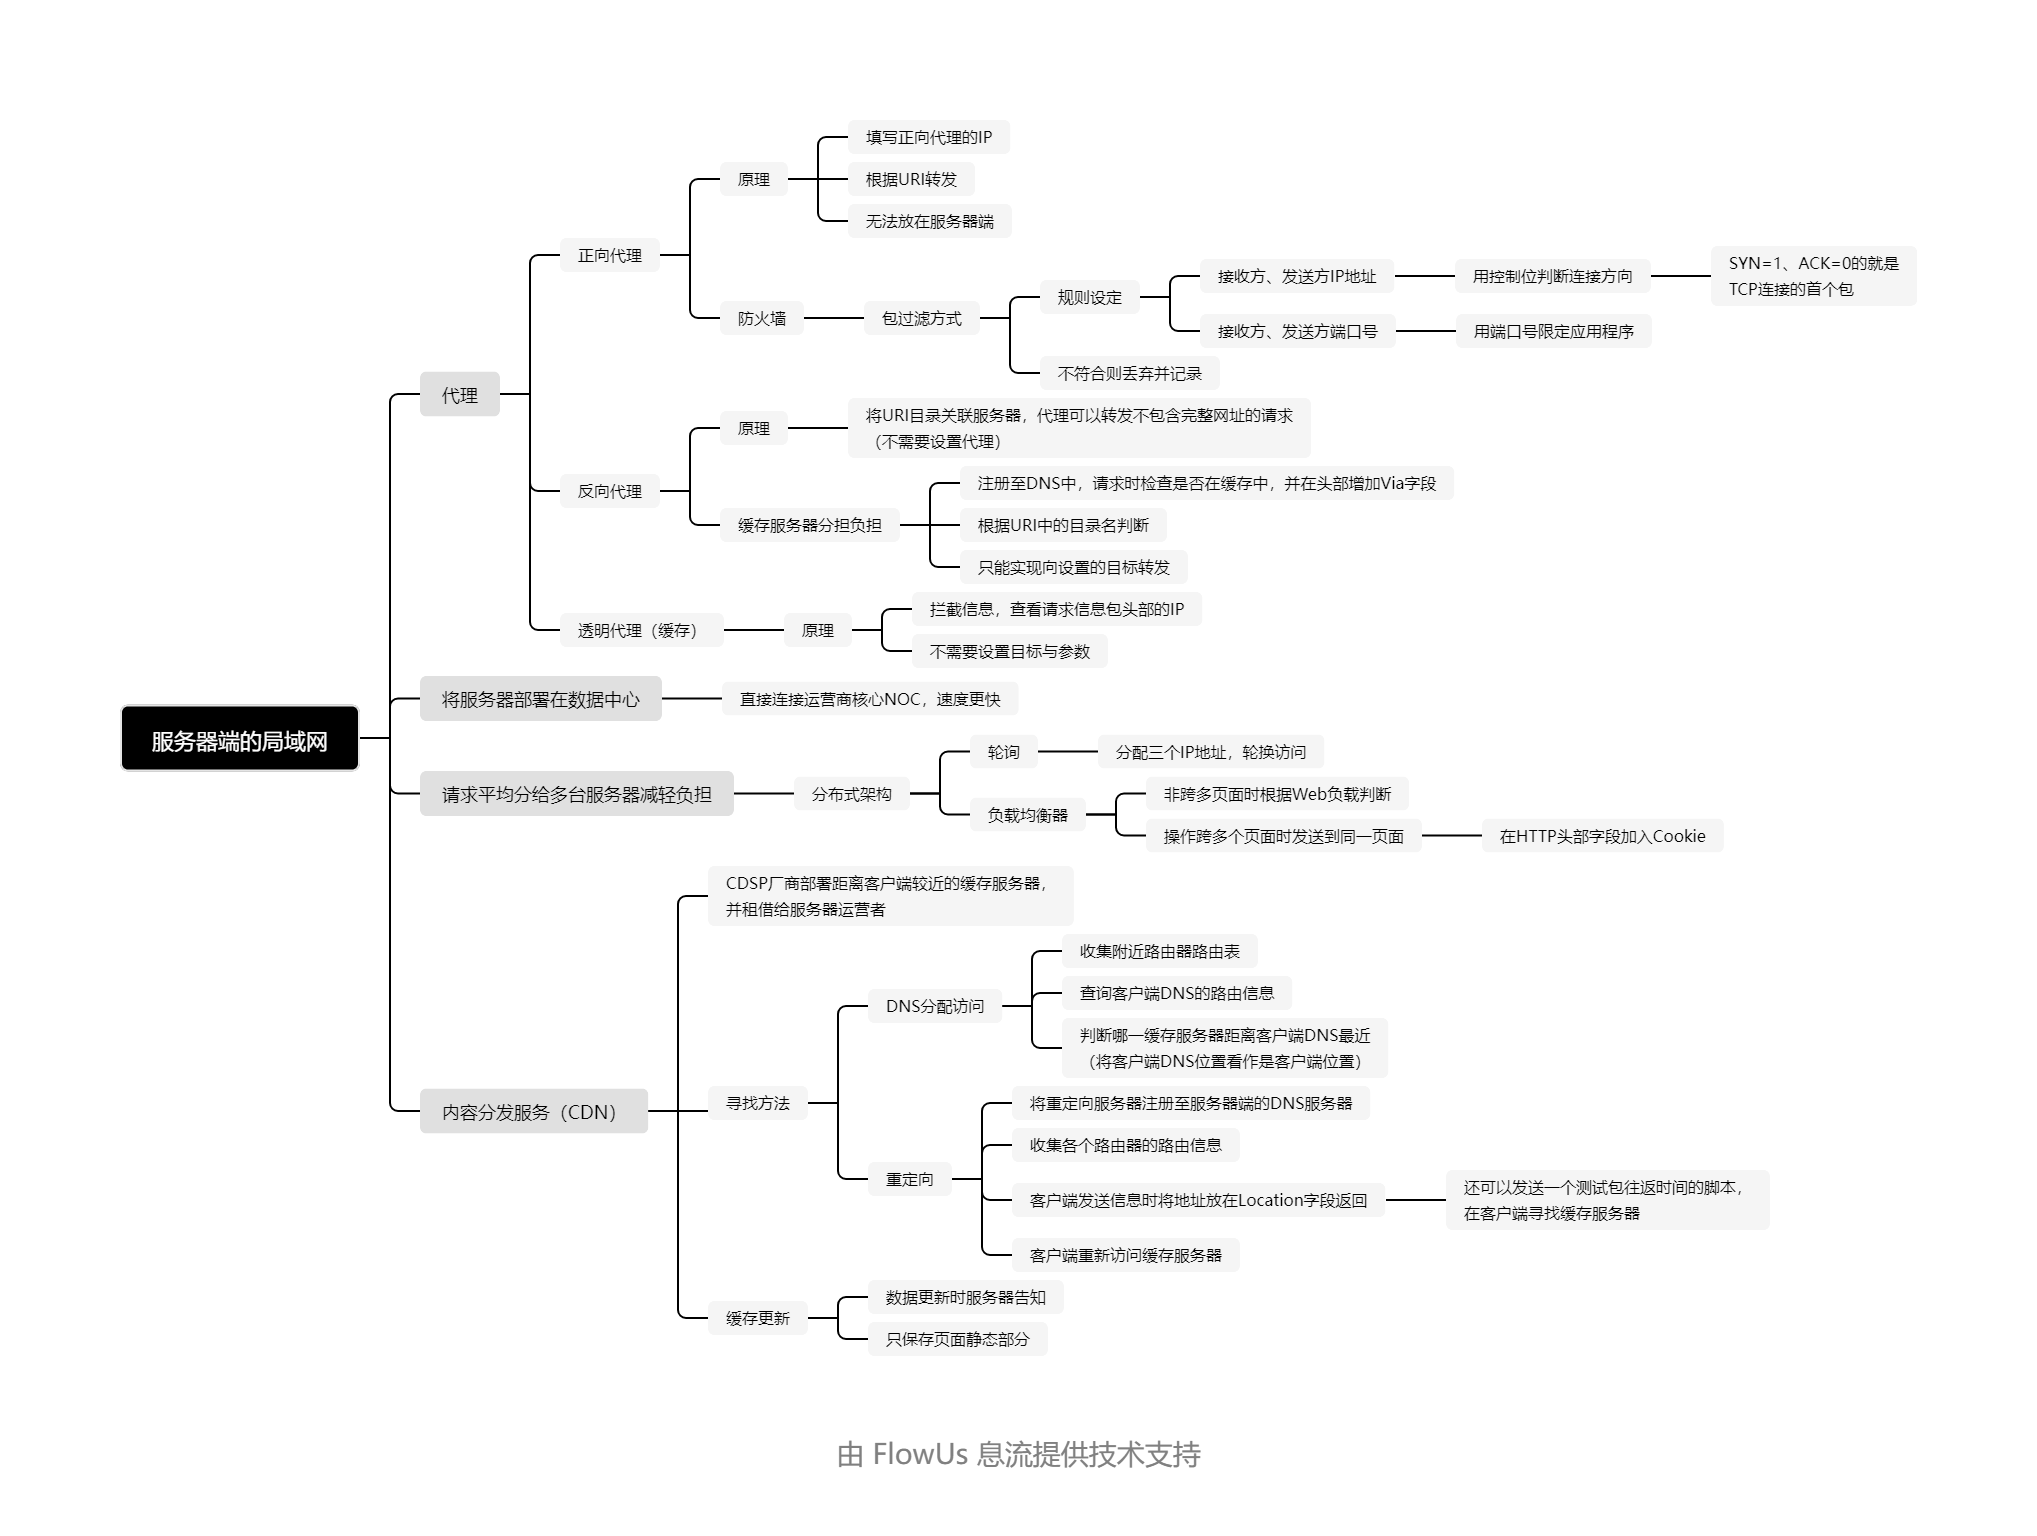 服务器端的局域网
代理
正向代理
原理
填写正向代理的IP
根据URI转发
无法放在服务器端
防火墙
包过滤方式
规则设定
接收方、发送方IP地址
用控制位判断连接方向
SYN=1、ACK=0的就是
TCP连接的首个包
接收方、发送方端口号
用端口号限定应用程序
不符合则丢弃并记录
反向代理
原理
将URI目录关联服务器，代理可以转发不包含完整网址的请求
（不需要设置代理）
缓存服务器分担负担
注册至DNS中，请求时检查是否在缓存中，并在头部增加Via字段
根据URI中的目录名判断
只能实现向设置的目标转发
透明代理（缓存）
原理
拦截信息，查看请求信息包头部的IP
不需要设置目标与参数
将服务器部署在数据中心
直接连接运营商核心NOC，速度更快
请求平均分给多台服务器减轻负担
分布式架构
轮询
分配三个IP地址，轮换访问
负载均衡器
非跨多页面时根据Web负载判断
操作跨多个页面时发送到同一页面
在HTTP头部字段加入Cookie
内容分发服务（CDN）
CDSP厂商部署距离客户端较近的缓存服务器，
并租借给服务器运营者
寻找方法
DNS分配访问
收集附近路由器路由表
查询客户端DNS的路由信息
判断哪一缓存服务器距离客户端DNS最近
（将客户端DNS位置看作是客户端位置）
重定向
将重定向服务器注册至服务器端的DNS服务器
收集各个路由器的路由信息
客户端发送信息时将地址放在Location字段返回
还可以发送一个测试包往返时间的脚本，
在客户端寻找缓存服务器
客户端重新访问缓存服务器
缓存更新
数据更新时服务器告知
只保存页面静态部分
由 FlowUs 息流提供技术支持